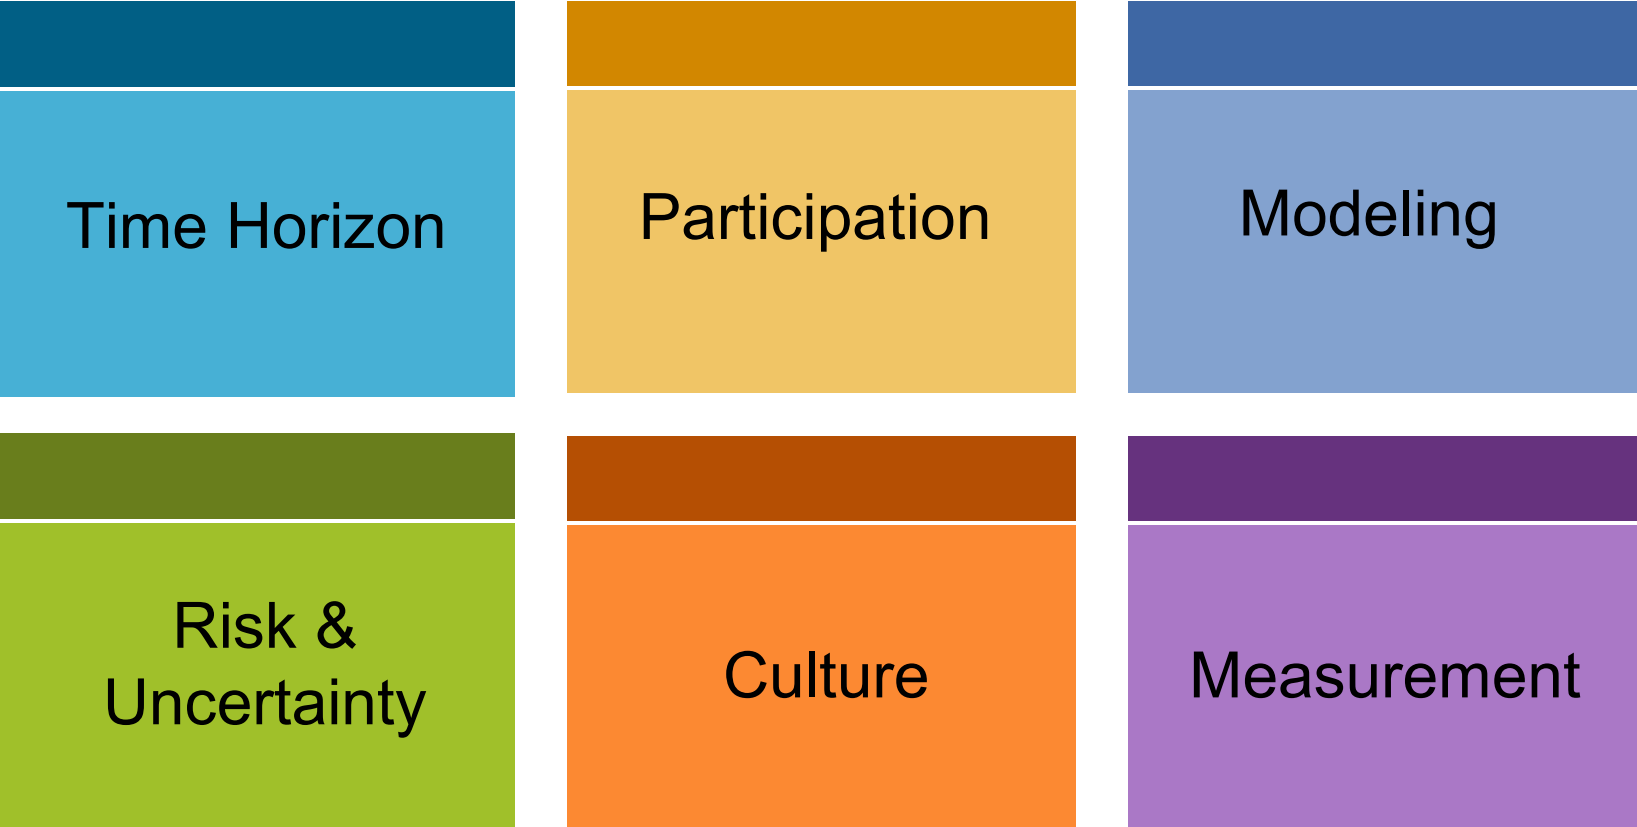 Time Horizon
Participation
Modeling
Risk &
Uncertainty
Culture
Measurement